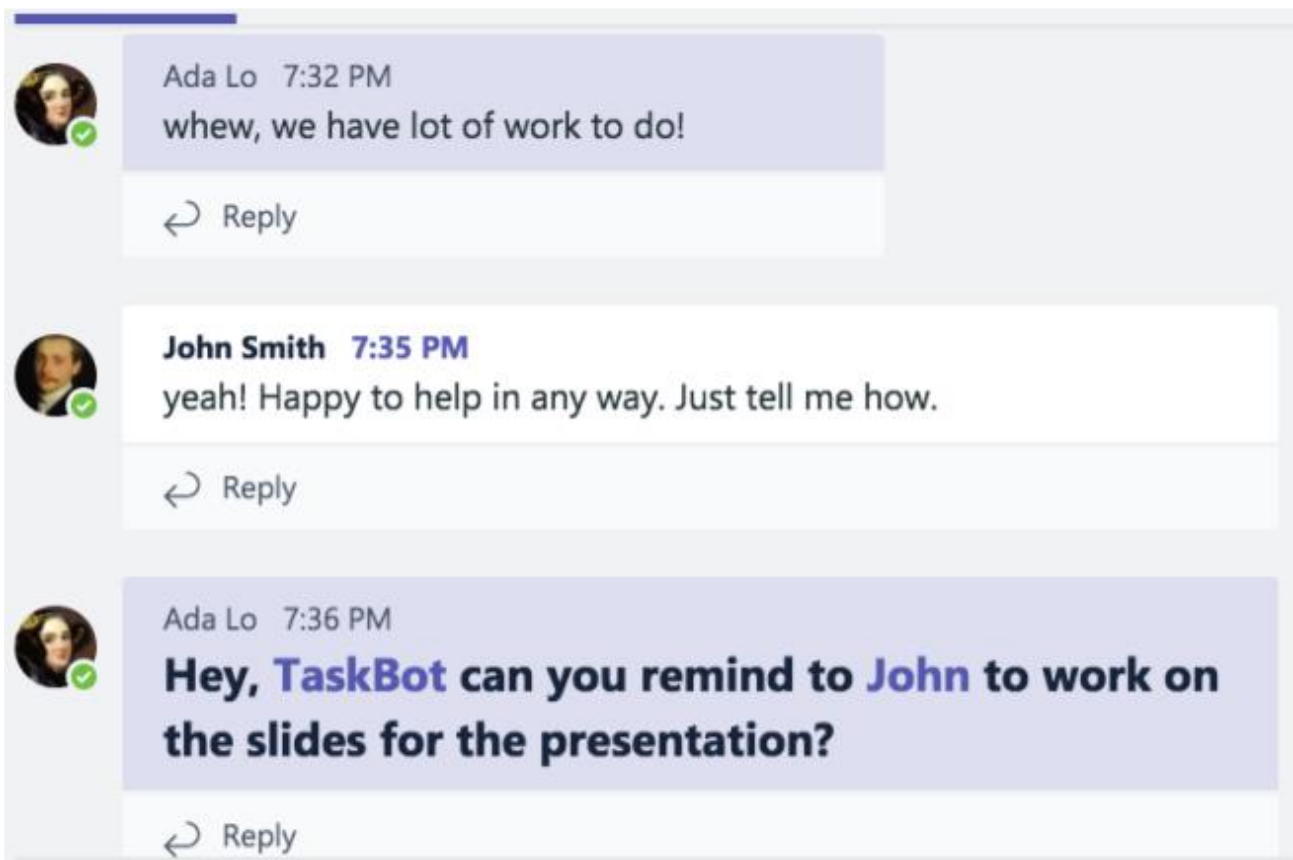 Ada Lo 7:32 PM
whew, we have lot of work to do!
Reply
John Smith 7:35 PM
yeah! Happy to help in any way. Just tell me how.
Reply
Ada Lo 7:36 PM
Hey, TaskBot can you remind to John to work on
the slides for the presentation?
Reply